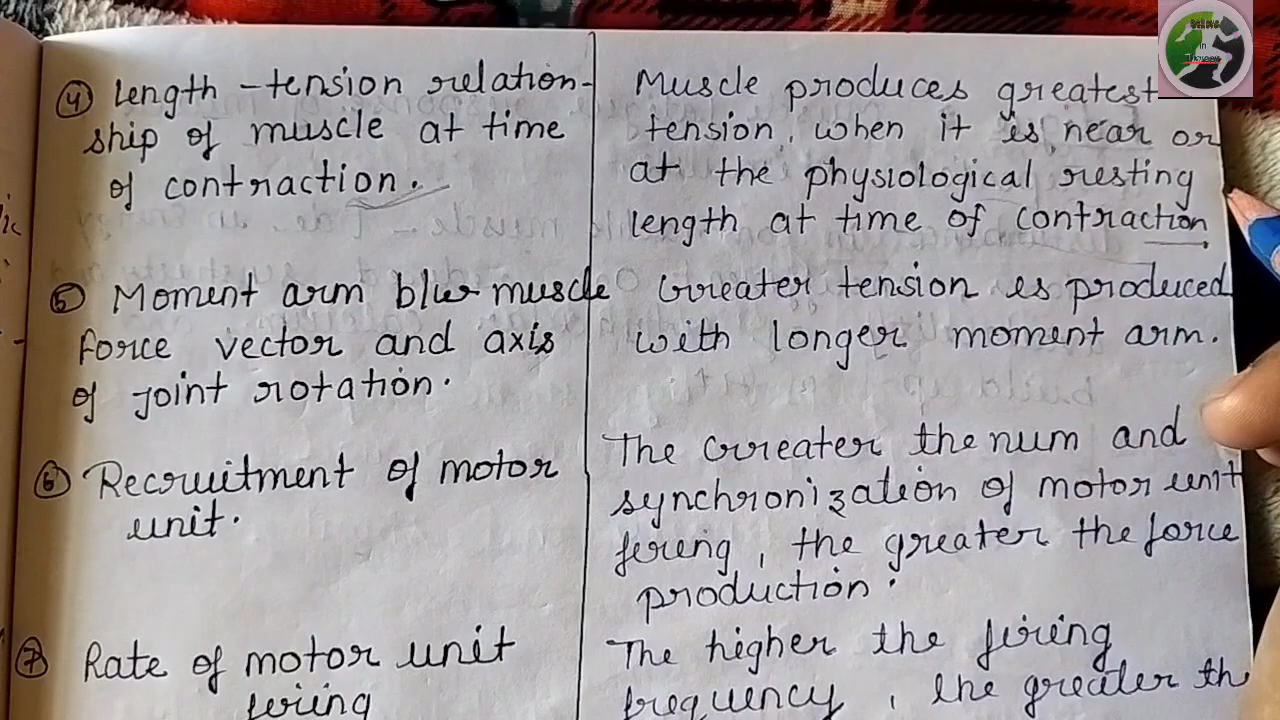 ④ Length -tension relation-
ship of muscle at time
of contraction.
Muscle produces greatest
tension, when it is near or
at the physiological resting
length at time of contraction
⑤ Moment arm blw muscle
force vector and axis
of joint rotation.
Greater tension is produced
with longer moment arm.
⑥ Recruitment of motor
unit.
The Greater the num and
synchronization of motor unit
firing, the greater the force
production.
⑦ Rate of motor unit
firing
The higher the firing
frequency, the greater th